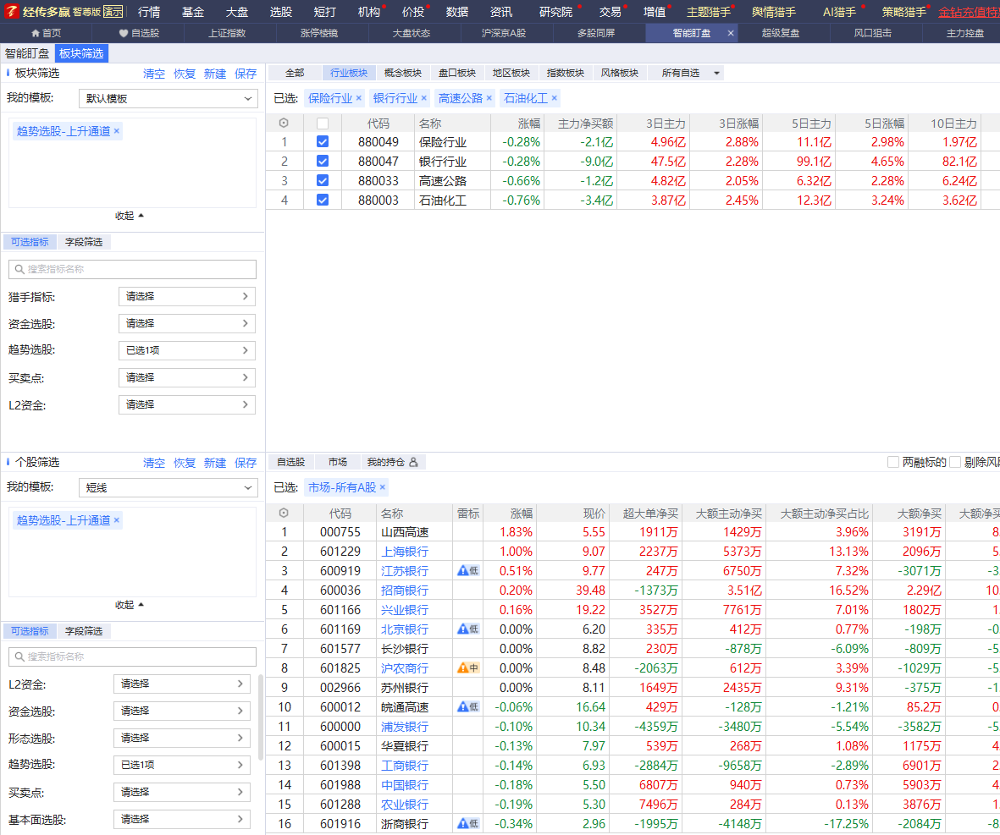 轻传多赢 智尊版 演示 行情 基金 大盘 选股 短打 机构 价投 数据 资讯 研究院 交易 增值 主题猎手 舆情猎手 AI猎手 策略猎手 金钻充值特
首页 自选股 上证指数 涨停棱镜 大盘状态 沪深京A股 多股同屏 智能盯盘 × 超级复盘 风口狙击 主力控盘
智能盯盘 板块筛选
板块筛选 清空 恢复 新建 保存
我的模板: 默认模板
趋势选股-上升通道 ×
收起
可选指标 字段筛选
搜索指标名称
猎手指标: 请选择
资金选股: 请选择
趋势选股: 已选1项
买卖点: 请选择
L2资金: 请选择
全部 行业板块 概念板块 盘口板块 地区板块 指数板块 风格板块 所有自选
已选: 保险行业 × 银行行业 × 高速公路 × 石油化工 ×
代码 名称 涨幅 主力净买额 3日主力 3日涨幅 5日主力 5日涨幅 10日主力
1 880049 保险行业 -0.28% -2.1亿 4.96亿 2.88% 11.1亿 2.98% 1.97亿
2 880047 银行行业 -0.28% -9.0亿 47.5亿 2.28% 99.1亿 4.65% 82.1亿
3 880033 高速公路 -0.66% -1.2亿 4.82亿 2.05% 6.32亿 2.28% 6.24亿
4 880003 石油化工 -0.76% -3.4亿 3.87亿 2.45% 12.3亿 3.24% 3.62亿
个股筛选 清空 恢复 新建 保存
我的模板: 短线
趋势选股-上升通道 ×
收起
可选指标 字段筛选
搜索指标名称
L2资金: 请选择
资金选股: 请选择
形态选股: 请选择
趋势选股: 已选1项
买卖点: 请选择
基本面选股: 请选择
自选股 市场 我的持仓 两融标的 剔除风
已选: 市场-所有A股 ×
代码 名称 雷标 涨幅 现价 超大单净买 大额主动净买 大额主动净买占比 大额净买 大额净买
1 000755 山西高速 1.83% 5.55 1911万 1429万 3.96% 3191万 8
2 601229 上海银行 1.00% 9.07 2237万 5373万 13.13% 2096万 5
3 600919 江苏银行 低 0.51% 9.77 247万 6750万 7.32% -3071万 -3
4 600036 招商银行 0.20% 39.48 -1373万 3.51亿 16.52% 2.29亿 10
5 601166 兴业银行 0.16% 19.22 3527万 7761万 7.01% 1802万 1
6 601169 北京银行 低 0.00% 6.20 335万 412万 0.77% -198万 -0
7 601577 长沙银行 0.00% 8.82 230万 -878万 -6.09% -809万 -5
8 601825 沪农商行 中 0.00% 8.48 -2063万 612万 3.39% -1029万 -5
9 002966 苏州银行 0.00% 8.11 1649万 2435万 9.31% -375万 -1
10 600012 皖通高速 低 -0.06% 16.64 429万 -128万 -1.21% 85.2万 0
11 600000 浦发银行 -0.10% 10.34 -4359万 -3480万 -5.54% -3582万 -5
12 600015 华夏银行 -0.13% 7.97 539万 268万 1.08% 1175万 4
13 601398 工商银行 -0.14% 6.93 -2884万 -9658万 -2.89% 6901万 2
14 601988 中国银行 -0.18% 5.50 6807万 940万 0.73% 5903万 4
15 601288 农业银行 -0.19% 5.30 7496万 284万 0.13% 3876万 1
16 601916 浙商银行 低 -0.34% 2.96 -1995万 -4148万 -17.25% -2084万 -8